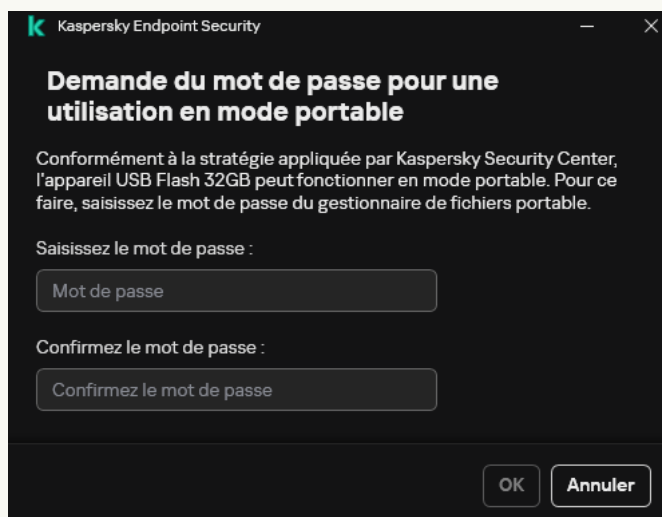 Kaspersky Endpoint Security
Demande du mot de passe pour une
utilisation en mode portable
Conformément à la stratégie appliquée par Kaspersky Security Center,
l'appareil USB Flash 32GB peut fonctionner en mode portable. Pour ce
faire, saisissez le mot de passe du gestionnaire de fichiers portable.
Saisissez le mot de passe :
Mot de passe
Confirmez le mot de passe :
Confirmez le mot de passe
OK
Annuler